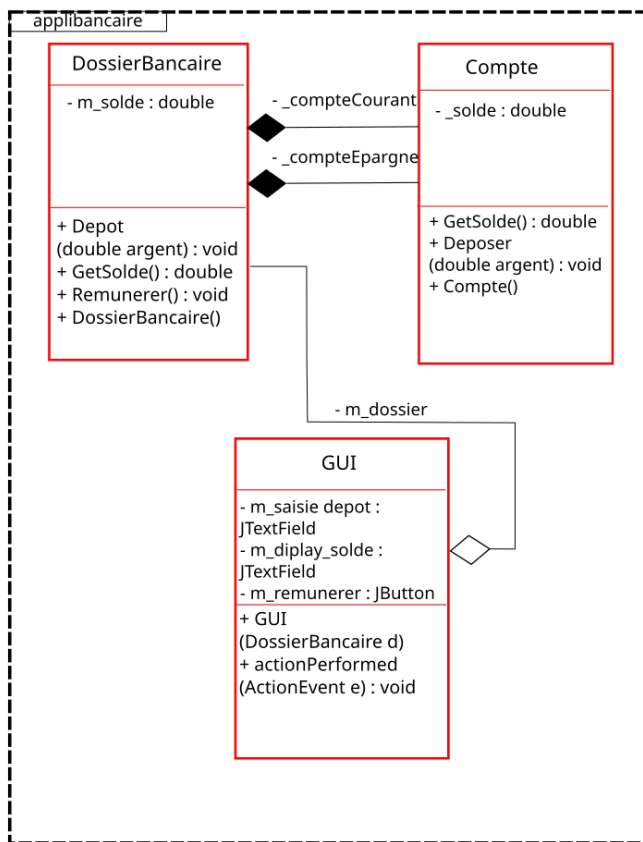 applibancaire
DossierBancaire
- m_solde : double
+ Depot
(double argent) : void
+ GetSolde() : double
+ Remunerer() : void
+ DossierBancaire()
- _compteCourant
- _compteEpargne
Compte
- _solde : double
+ GetSolde() : double
+ Deposer
(double argent) : void
+ Compte()
- m_dossier
GUI
- m_saisie depot :
JTextField
- m_diplay_solde :
JTextField
- m_remunerer : JButton
+ GUI
(DossierBancaire d)
+ actionPerformed
(ActionEvent e) : void